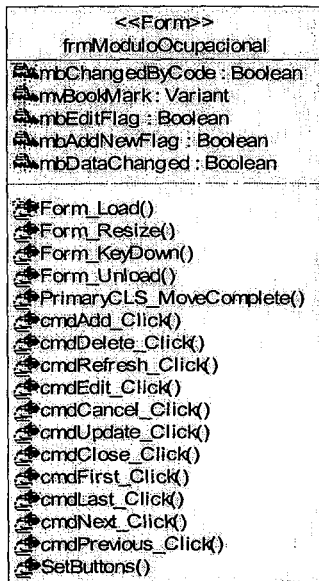 <<Form>>
frmModuloOcupacional
mbChangedByCode : Boolean
mvBookMark : Variant
mbEditFlag : Boolean
mbAddNewFlag : Boolean
mbDataChanged : Boolean
Form_Load()
Form_Resize()
Form_KeyDown()
Form_Unload()
PrimaryCLS_MoveComplete()
cmdAdd_Click()
cmdDelete_Click()
cmdRefresh_Click()
cmdEdit_Click()
cmdCancel_Click()
cmdUpdate_Click()
cmdClose_Click()
cmdFirst_Click()
cmdLast_Click()
cmdNext_Click()
cmdPrevious_Click()
SetButtons()